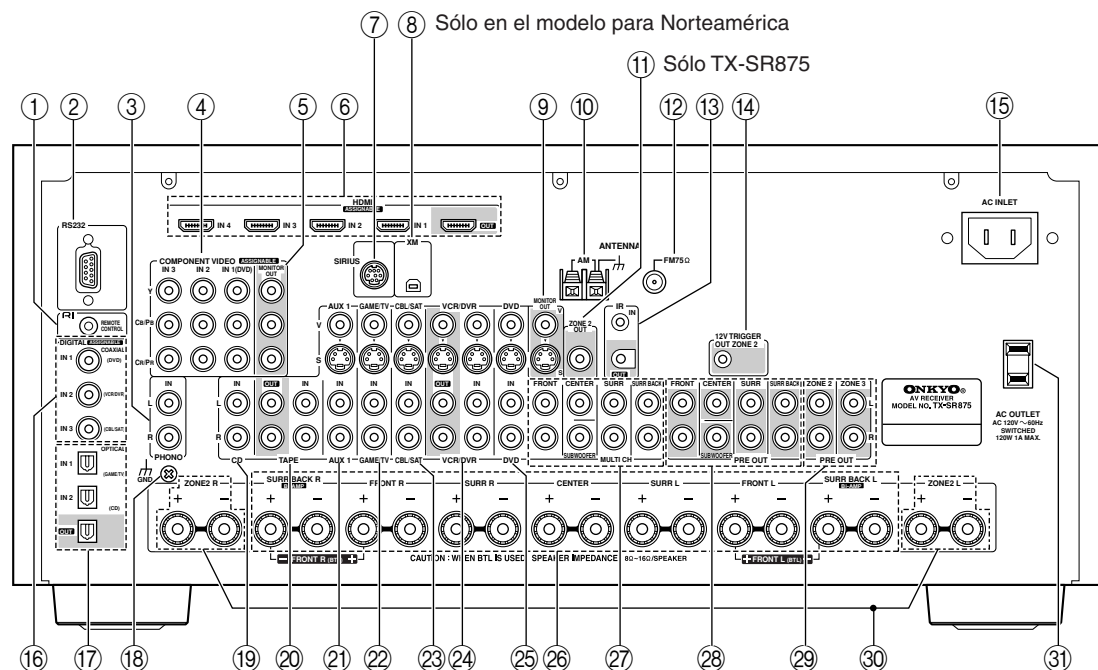 ⑦ ⑧ Sólo en el modelo para Norteamérica
⑪ Sólo TX-SR875
① ② ③ ④ ⑤ ⑥ ⑨ ⑩ ⑫ ⑬ ⑭ ⑮
HDMI
ASSIGNABLE
IN 4 IN 3 IN 2 IN 1 OUT
AC INLET
RS232
COMPONENT VIDEO ASSIGNABLE
IN 3 IN 2 IN 1 (DVD) MONITOR OUT
Y
CB/PB
CR/PR
SIRIUS
XM
AM
ANTENNA
FM75Ω
RI
REMOTE CONTROL
AUX 1 GAME/TV CBL/SAT VCR/DVR DVD MONITOR OUT
V V
S S
ZONE 2 OUT
IR IN
OUT
12V TRIGGER
OUT ZONE 2
DIGITAL ASSIGNABLE
COAXIAL
IN 1 (DVD)
IN 2 (VCR/DVR)
IN 3 (CBL/SAT)
OPTICAL
IN 1 (GAME/TV)
IN 2 (CD)
OUT
IN IN OUT IN IN IN IN OUT IN IN
L L
R R
PHONO
GND
CD TAPE AUX 1 GAME/TV CBL/SAT VCR/DVR DVD
FRONT CENTER SURR SURR BACK
SUBWOOFER
MULTI CH
FRONT CENTER SURR SURR BACK
SUBWOOFER
PRE OUT
ZONE 2 ZONE 3
L
R
PRE OUT
ONKYO®
AV RECEIVER
MODEL NO. TX-SR875
AC OUTLET
AC 120V ~60Hz
SWITCHED
120W 1A MAX.
ZONE2 R SURR BACK R FRONT R SURR R CENTER SURR L FRONT L SURR BACK L ZONE2 L
BI-AMP BI-AMP
+ − + − + − + − + − + − + − + − + −
− FRONT R (BTL) + CAUTION : WHEN BTL IS USED SPEAKER IMPEDANCE 8Ω~16Ω/SPEAKER + FRONT L (BTL) −
⑯ ⑰ ⑱ ⑲ ⑳ ㉑ ㉒ ㉓ ㉔ ㉕ ㉖ ㉗ ㉘ ㉙ ㉚ ㉛